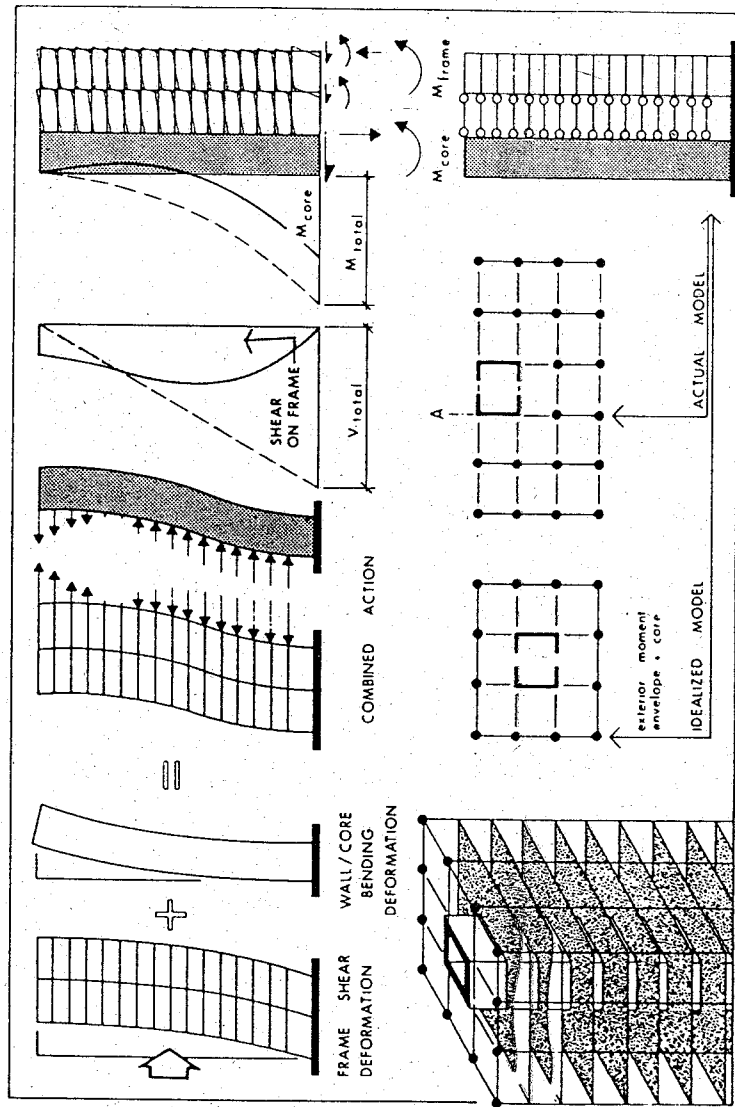 FRAME SHEAR
DEFORMATION
WALL/CORE
BENDING
DEFORMATION
COMBINED ACTION
SHEAR
ON FRAME
V total
M core
M total
M core
M frame
exterior moment
envelope + core
IDEALIZED MODEL
A
ACTUAL MODEL